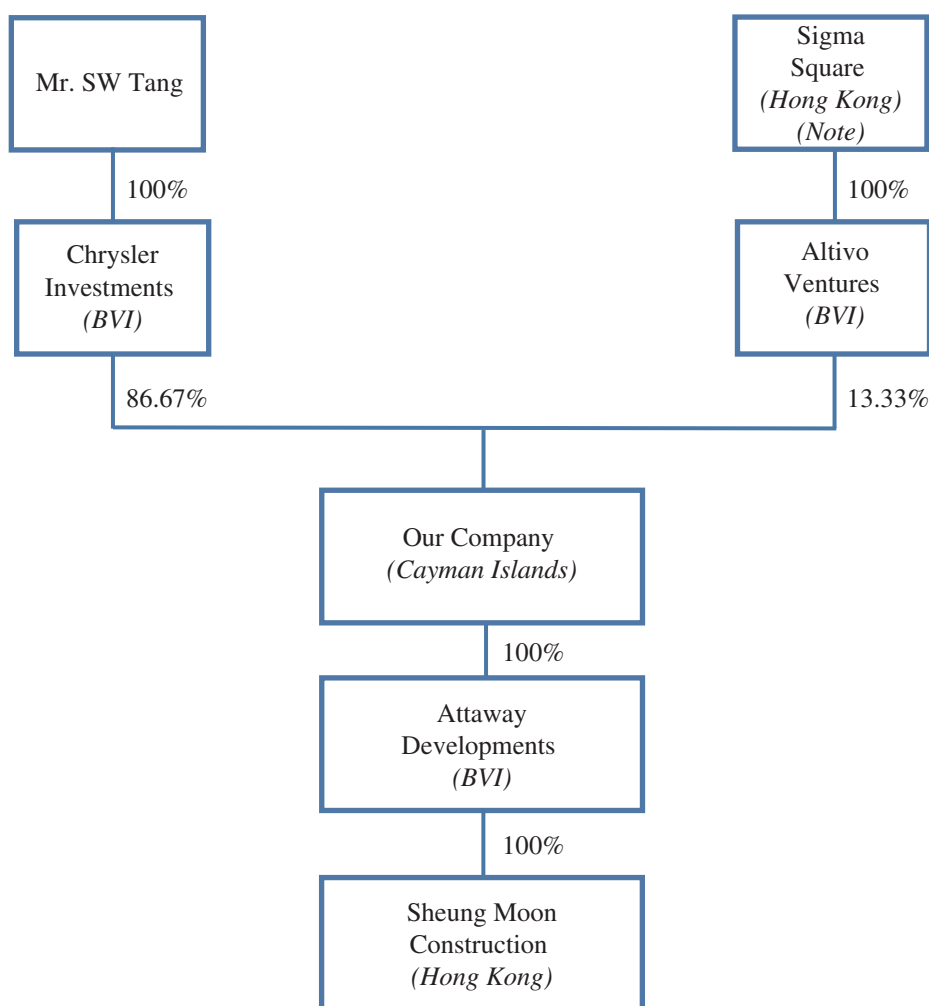 Mr. SW Tang
Sigma
Square
(Hong Kong)
(Note)
100%
100%
Chrysler
Investments
(BVI)
Altivo
Ventures
(BVI)
86.67%
13.33%
Our Company
(Cayman Islands)
100%
Attaway
Developments
(BVI)
100%
Sheung Moon
Construction
(Hong Kong)